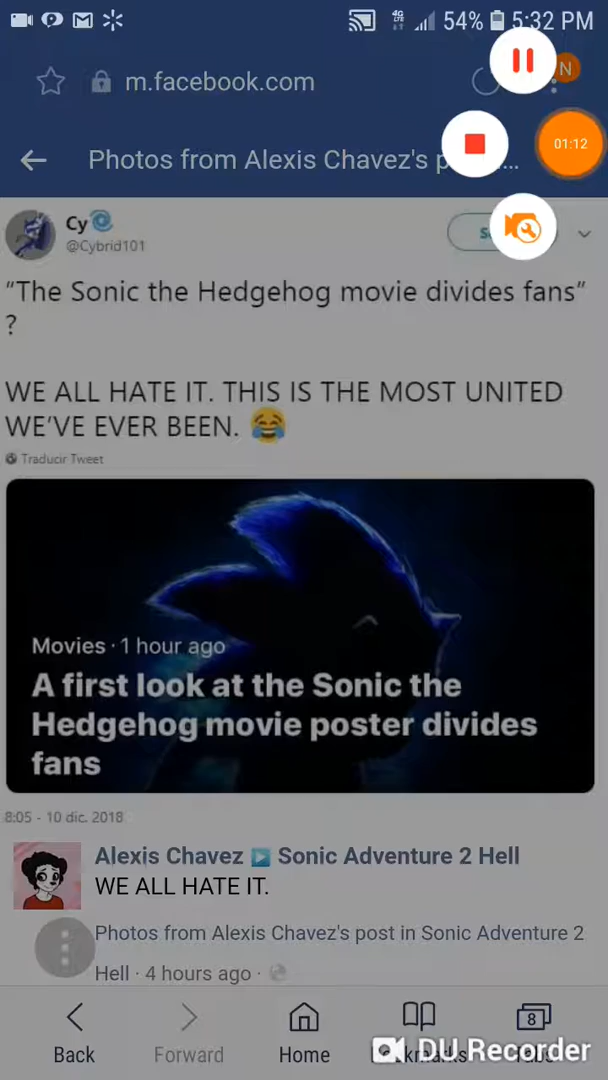 4G LTE 54% 5:32 PM
m.facebook.com
N
Photos from Alexis Chavez's p...
01:12
Cy
@Cybrid101
“The Sonic the Hedgehog movie divides fans”
?
WE ALL HATE IT. THIS IS THE MOST UNITED
WE’VE EVER BEEN. 😂
Traducir Tweet
Movies · 1 hour ago
A first look at the Sonic the
Hedgehog movie poster divides
fans
8:05 - 10 dic. 2018
Alexis Chavez ▶ Sonic Adventure 2 Hell
WE ALL HATE IT.
Photos from Alexis Chavez's post in Sonic Adventure 2
Hell · 4 hours ago ·
8
Back Forward Home
DU Recorder